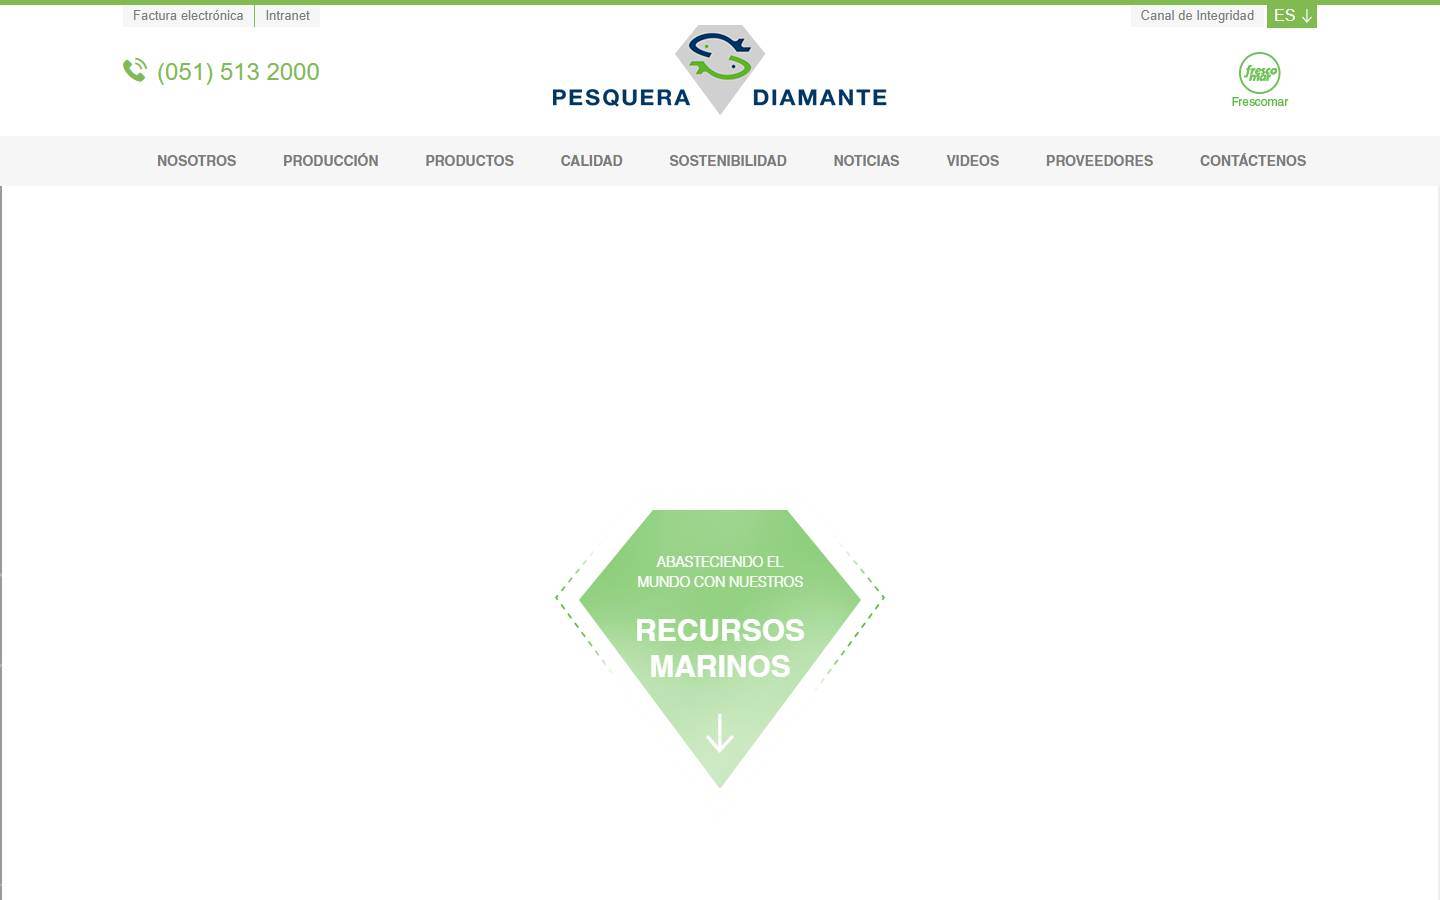 Factura electrónica
Intranet
Canal de Integridad
ES
(051) 513 2000
PESQUERA DIAMANTE
fresco
mar
Frescomar
NOSOTROS
PRODUCCIÓN
PRODUCTOS
CALIDAD
SOSTENIBILIDAD
NOTICIAS
VIDEOS
PROVEEDORES
CONTÁCTENOS
ABASTECIENDO EL
MUNDO CON NUESTROS
RECURSOS
MARINOS